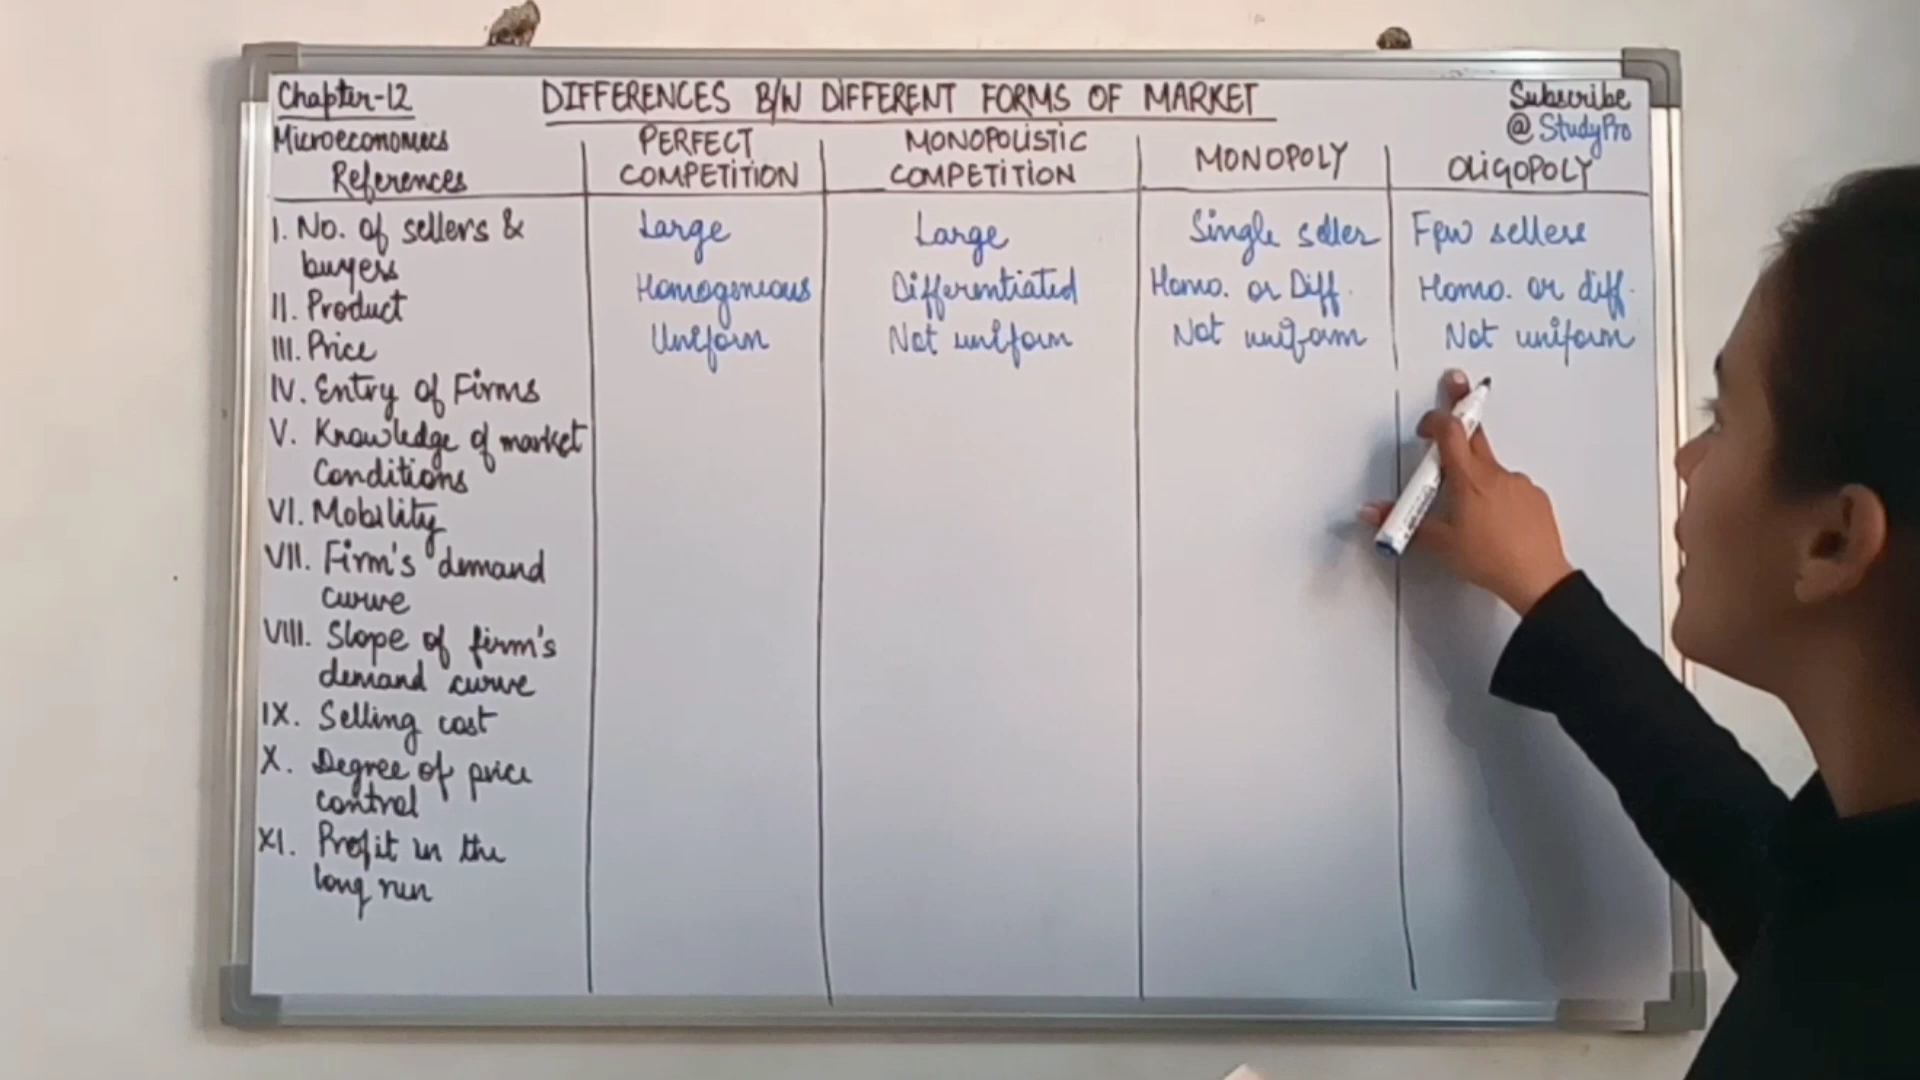 Chapter-12
DIFFERENCES B/W DIFFERENT FORMS OF MARKET
Subscribe
@StudyPro
Microeconomics
References
PERFECT
COMPETITION
MONOPOLISTIC
COMPETITION
MONOPOLY
OLIGOPOLY
I. No. of sellers &
buyers
Large
Large
Single seller
Few sellers
II. Product
Homogeneous
Differentiated
Homo. or Diff.
Homo. or diff.
III. Price
Uniform
Not uniform
Not uniform
Not uniform
IV. Entry of Firms
V. Knowledge of market
Conditions
VI. Mobility
VII. Firm's demand
curve
VIII. Slope of firm's
demand curve
IX. Selling cost
X. Degree of price
control
XI. Profit in the
long run